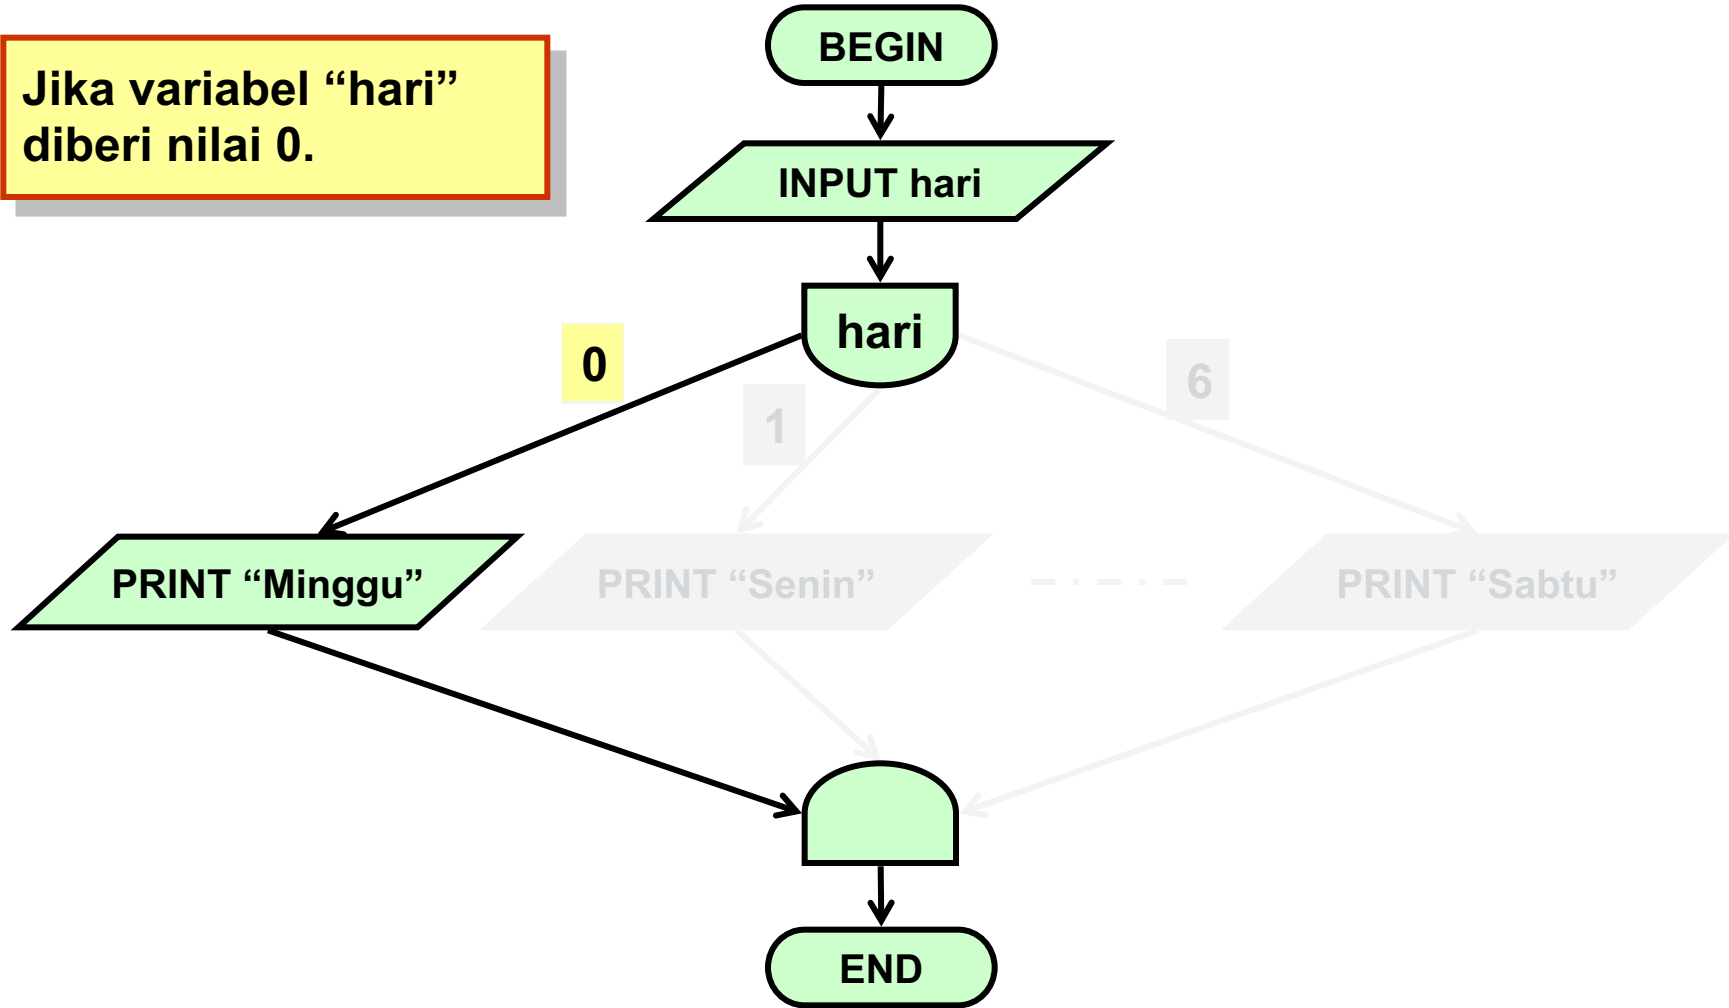 BEGIN
Jika variabel “hari”
diberi nilai 0.
INPUT hari
hari
0
6
1
PRINT “Minggu”
PRINT “Senin”
PRINT “Sabtu”
END